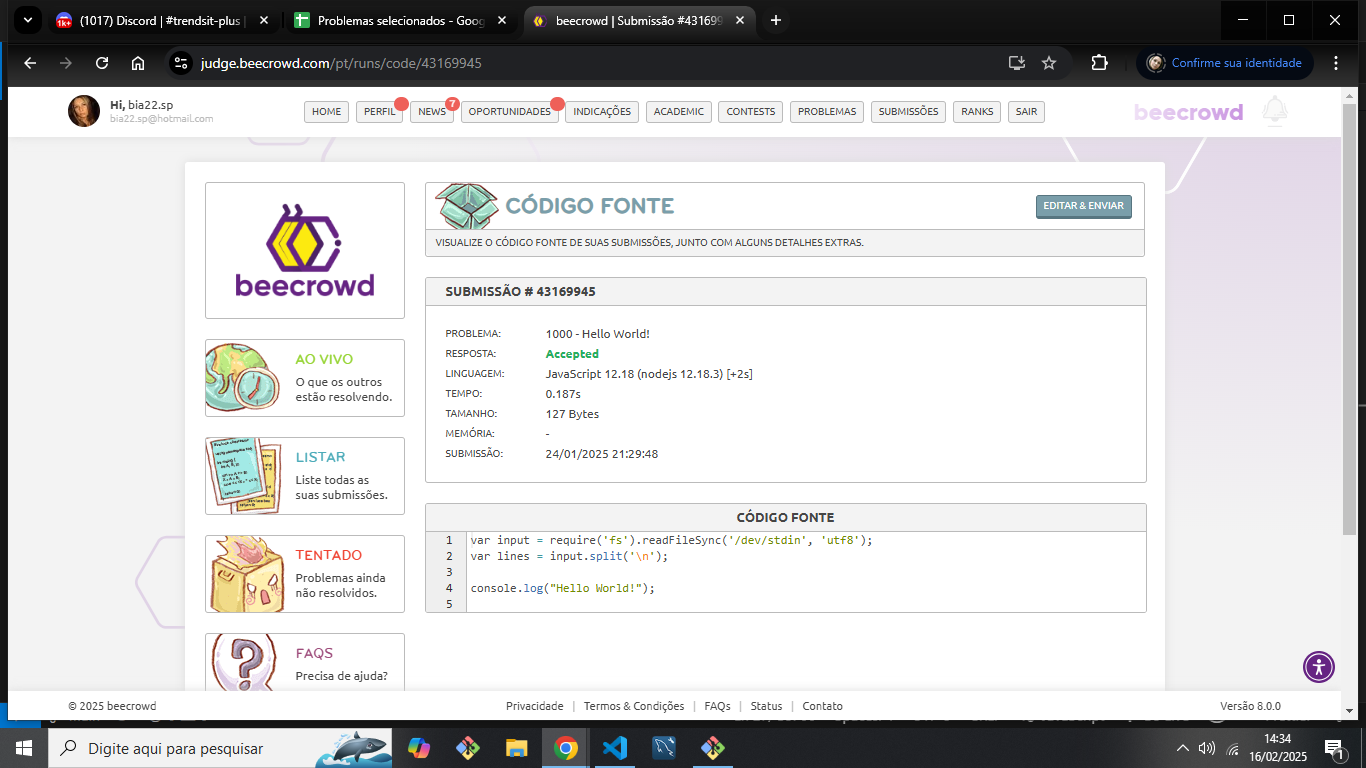 (1017) Discord | #trendsit-plus |
Problemas selecionados - Goog
beecrowd | Submissão #43169
judge.beecrowd.com/pt/runs/code/43169945
Confirme sua identidade
Hi, bia22.sp
bia22.sp@hotmail.com
HOME PERFIL NEWS 7 OPORTUNIDADES INDICAÇÕES ACADEMIC CONTESTS PROBLEMAS SUBMISSÕES RANKS SAIR
beecrowd
beecrowd
CÓDIGO FONTE
EDITAR & ENVIAR
VISUALIZE O CÓDIGO FONTE DE SUAS SUBMISSÕES, JUNTO COM ALGUNS DETALHES EXTRAS.
SUBMISSÃO # 43169945
PROBLEMA: 1000 - Hello World!
RESPOSTA: Accepted
LINGUAGEM: JavaScript 12.18 (nodejs 12.18.3) [+2s]
TEMPO: 0.187s
TAMANHO: 127 Bytes
MEMÓRIA: -
SUBMISSÃO: 24/01/2025 21:29:48
AO VIVO
O que os outros
estão resolvendo.
LISTAR
Liste todas as
suas submissões.
TENTADO
Problemas ainda
não resolvidos.
FAQS
Precisa de ajuda?
CÓDIGO FONTE
1 var input = require('fs').readFileSync('/dev/stdin', 'utf8');
2 var lines = input.split('\n');
3
4 console.log("Hello World!");
5
© 2025 beecrowd
Privacidade | Termos & Condições | FAQs | Status | Contato
Versão 8.0.0
Digite aqui para pesquisar
14:34
16/02/2025
1